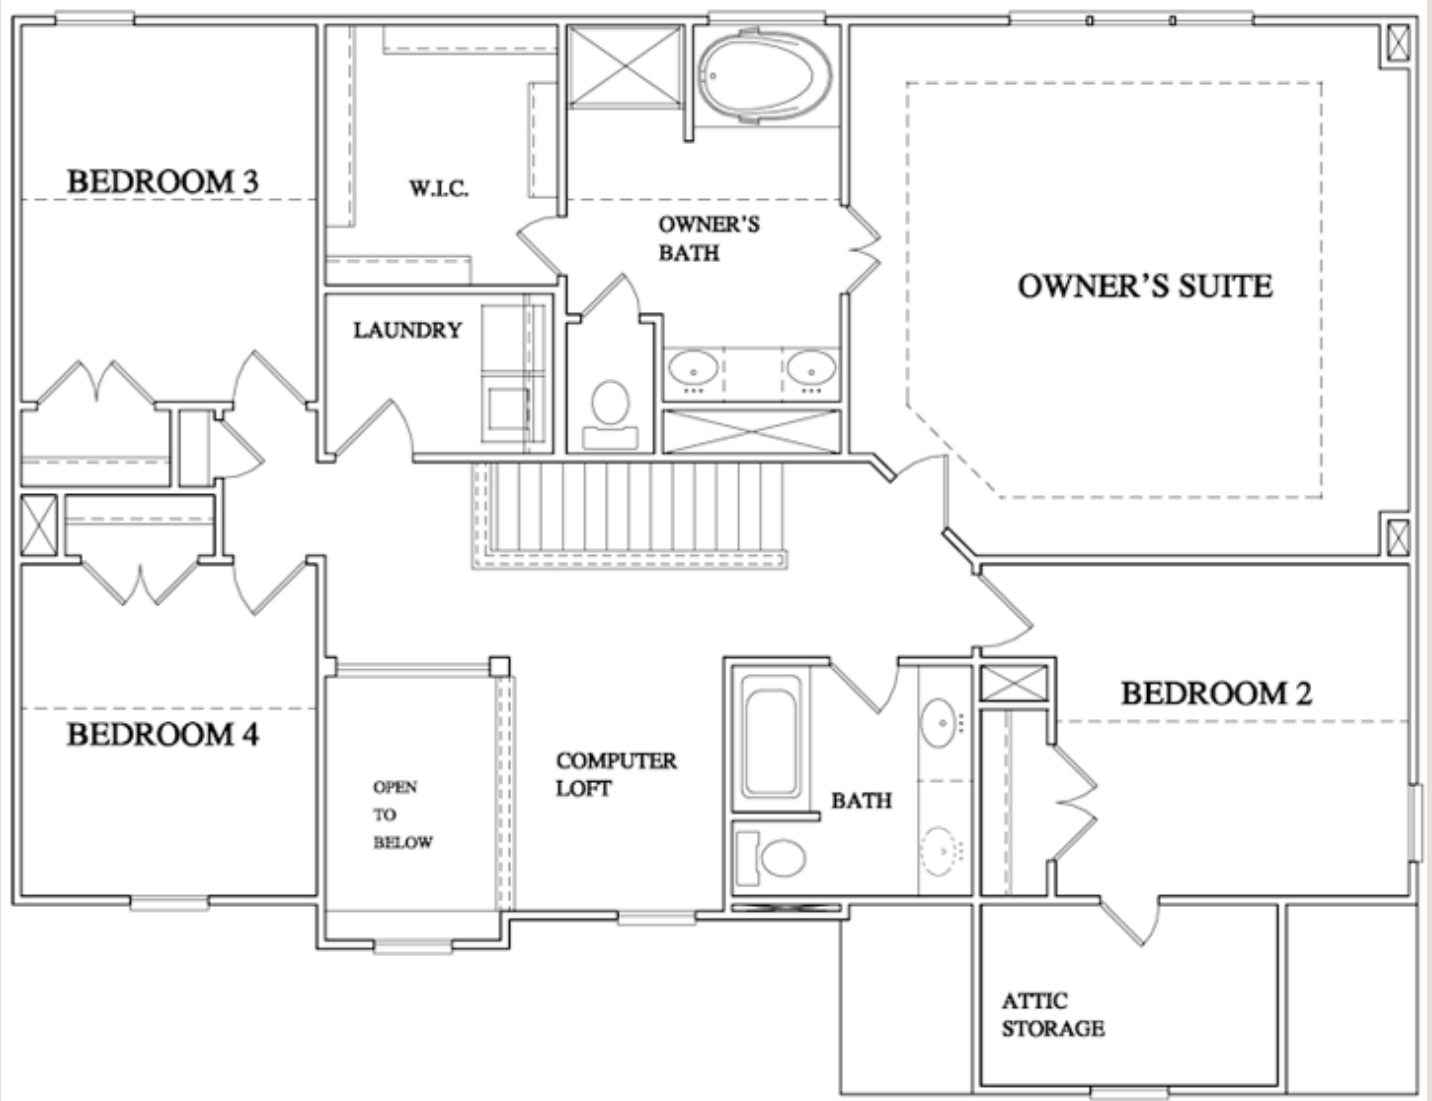 BEDROOM 3
W.I.C.
OWNER'S
BATH
OWNER'S SUITE
LAUNDRY
BEDROOM 4
OPEN
TO
BELOW
COMPUTER
LOFT
BATH
BEDROOM 2
ATTIC
STORAGE